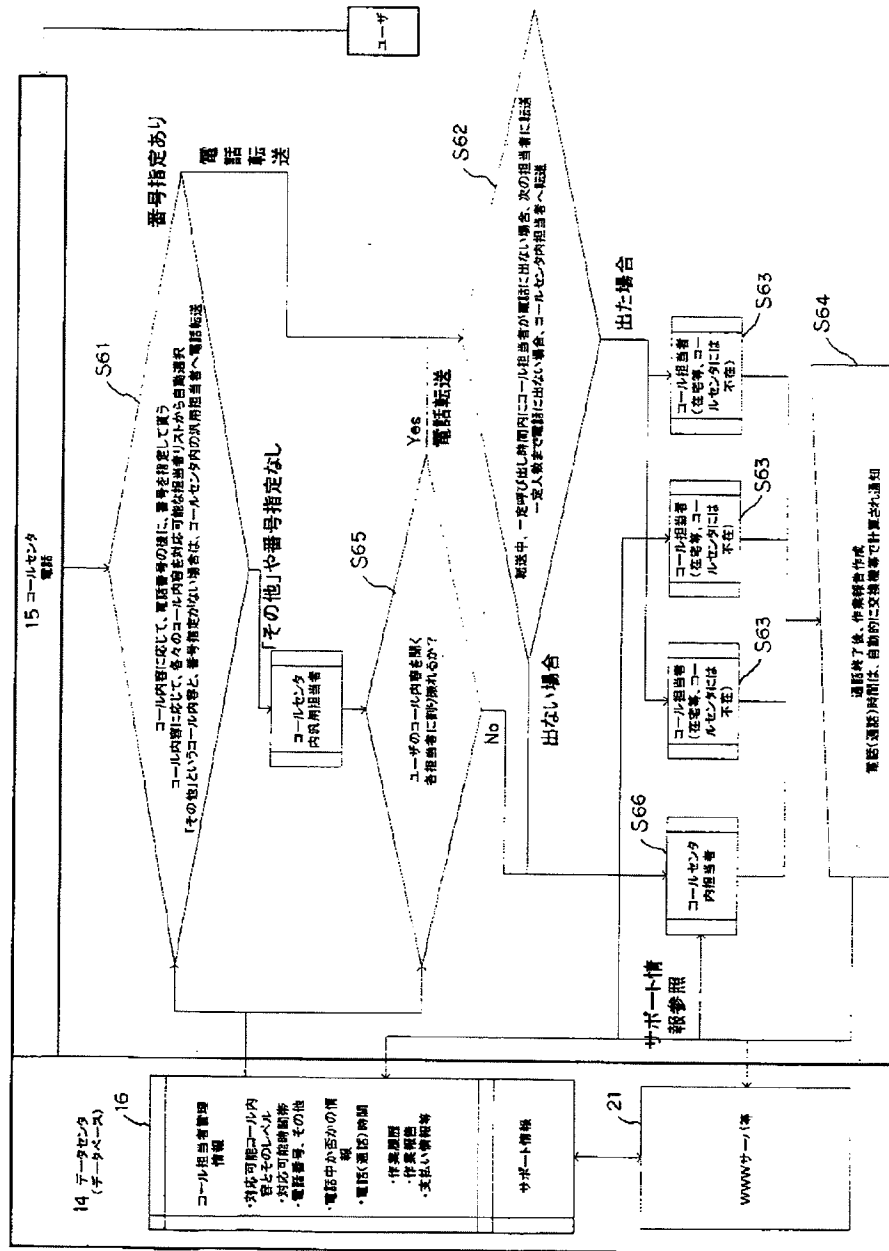 15 コールセンタ
電話
ユーザ
S61
コール内容に応じて、電話番号の後に、番号を指定して貰う
コール内容に応じて、各々のコール内容を対応可能な担当者リストから自動選択
「その他」というコール内容と、番号指定がない場合は、コールセンタ内の汎用担当者へ電話転送
番号指定あり
電話
転送
「その他」や番号指定なし
コールセンタ
内汎用担当者
S65
ユーザのコール内容を聞く
各担当者に割り振れるか?
Yes
電話転送
No
S62
転送中、一定呼び出し時間内にコール担当者が電話に出ない場合、次の担当者に転送
一定人数まで電話に出ない場合、コールセンタ内担当者へ転送
出ない場合
出た場合
S66
コールセンタ
内担当者
S63
コール担当者
(在宅等、コー
ルセンタには
不在)
S63
コール担当者
(在宅等、コー
ルセンタには
不在)
S63
コール担当者
(在宅等、コー
ルセンタには
不在)
S64
通話終了後、作業報告作成
電話(通話)時間は、自動的に交換機等で計算され通知
サポート情
報参照
14 データセンタ
(データベース)
16
コール担当者管理
情報
・対応可能コール内
容とそのレベル
・対応可能時間帯
・電話番号、その他
・電話中か否かの情
報
・電話(通話)時間
・作業履歴
・作業報告
・支払い情報等
サポート情報
21
WWWサーバ等